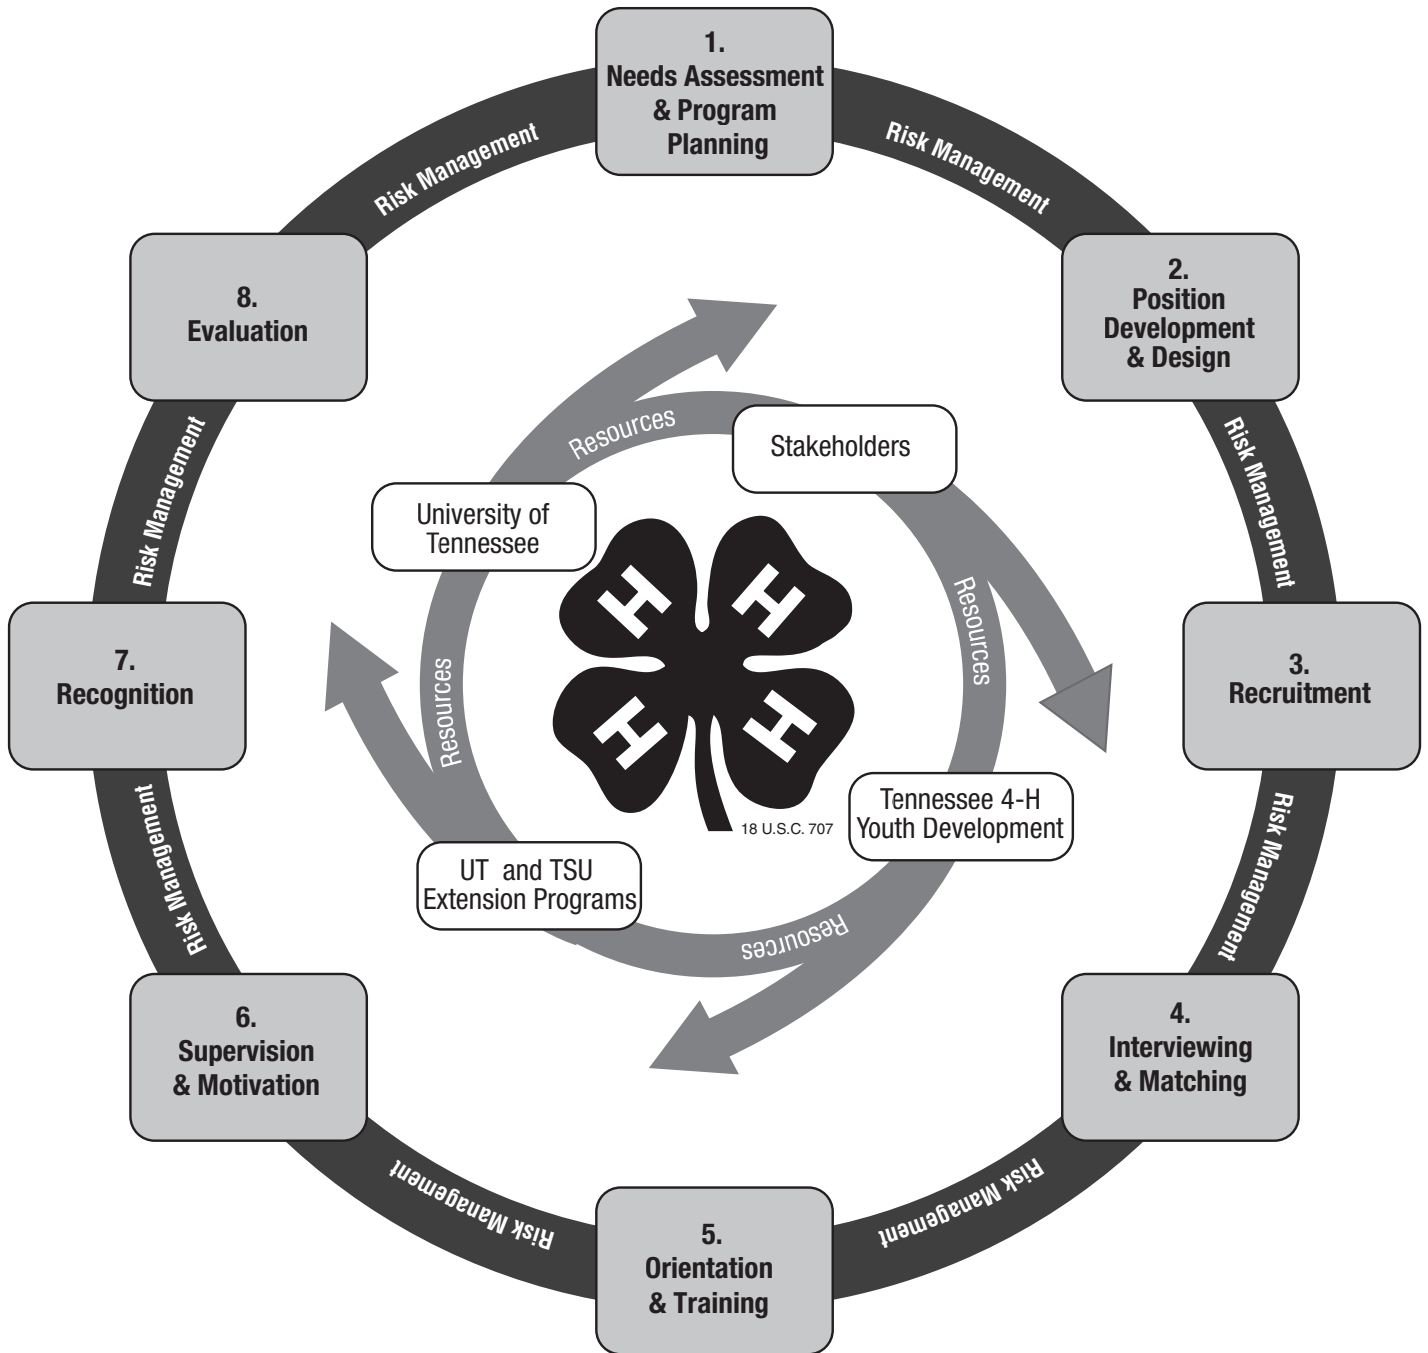 1.
Needs Assessment
& Program
Planning
Risk Management
2.
Position
Development
& Design
Risk Management
3.
Recruitment
Risk Management
4.
Interviewing
& Matching
Risk Management
5.
Orientation
& Training
Risk Management
6.
Supervision
& Motivation
Risk Management
7.
Recognition
Risk Management
8.
Evaluation
Risk Management
Stakeholders
Resources
Tennessee 4-H
Youth Development
Resources
UT and TSU
Extension Programs
Resources
University of
Tennessee
Resources
H
H
H
H
18 U.S.C. 707